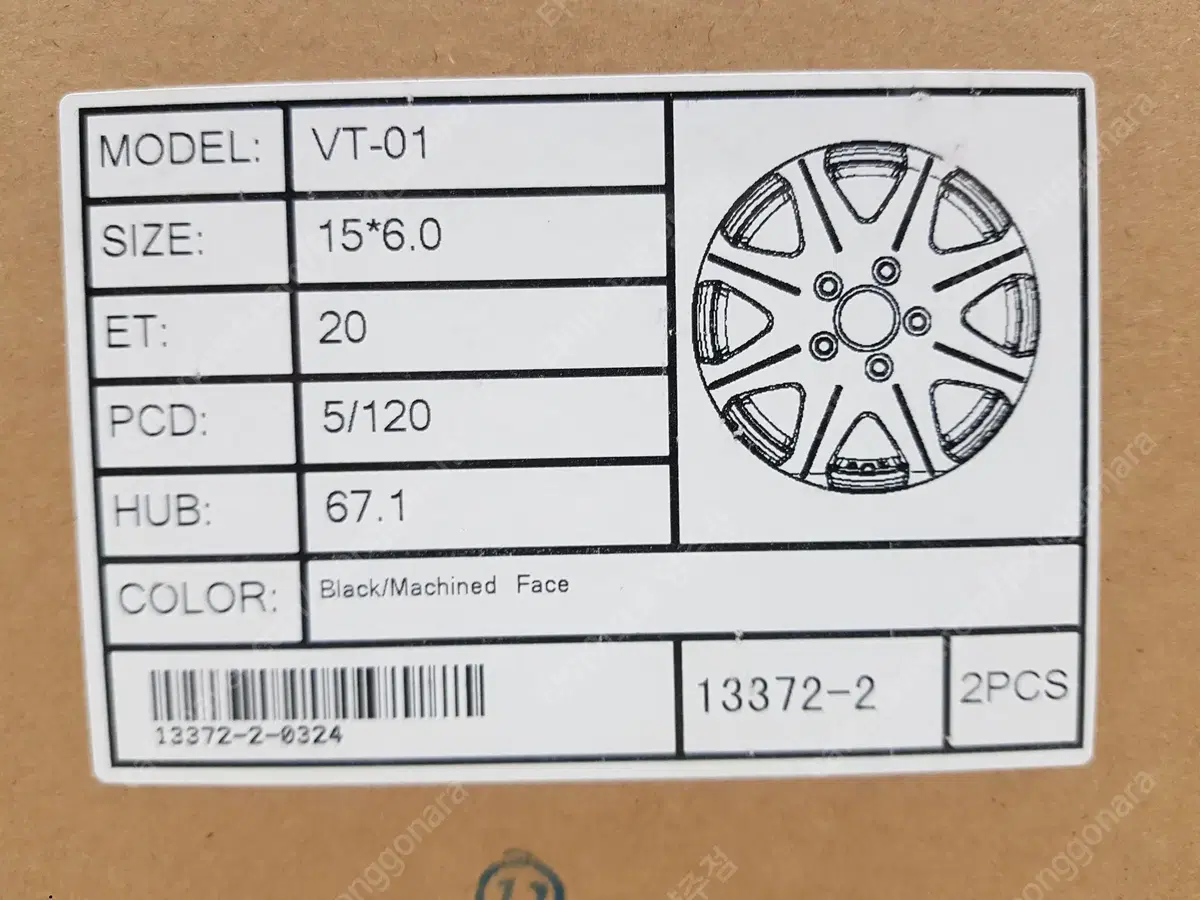 MODEL: VT-01
SIZE: 15*6.0
ET: 20
PCD: 5/120
HUB: 67.1
COLOR: Black/Machined Face
13372-2-0324
13372-2
2PCS